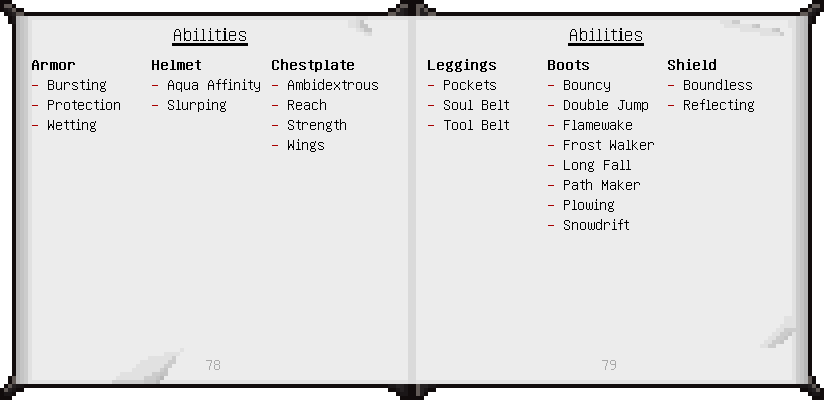 Abilities
Armor
- Bursting
- Protection
- Wetting
Helmet
- Aqua Affinity
- Slurping
Chestplate
- Ambidextrous
- Reach
- Strength
- Wings
78
Abilities
Leggings
- Pockets
- Soul Belt
- Tool Belt
Boots
- Bouncy
- Double Jump
- Flamewake
- Frost Walker
- Long Fall
- Path Maker
- Plowing
- Snowdrift
Shield
- Boundless
- Reflecting
79